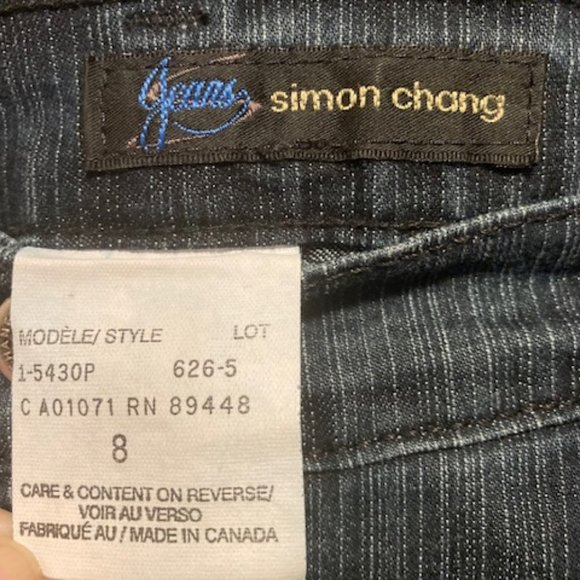 Jeans simon chang
MODÈLE/ STYLE LOT
1-5430P 626-5
CA01071 RN 89448
8
CARE & CONTENT ON REVERSE/
VOIR AU VERSO
FABRIQUÉ AU / MADE IN CANADA